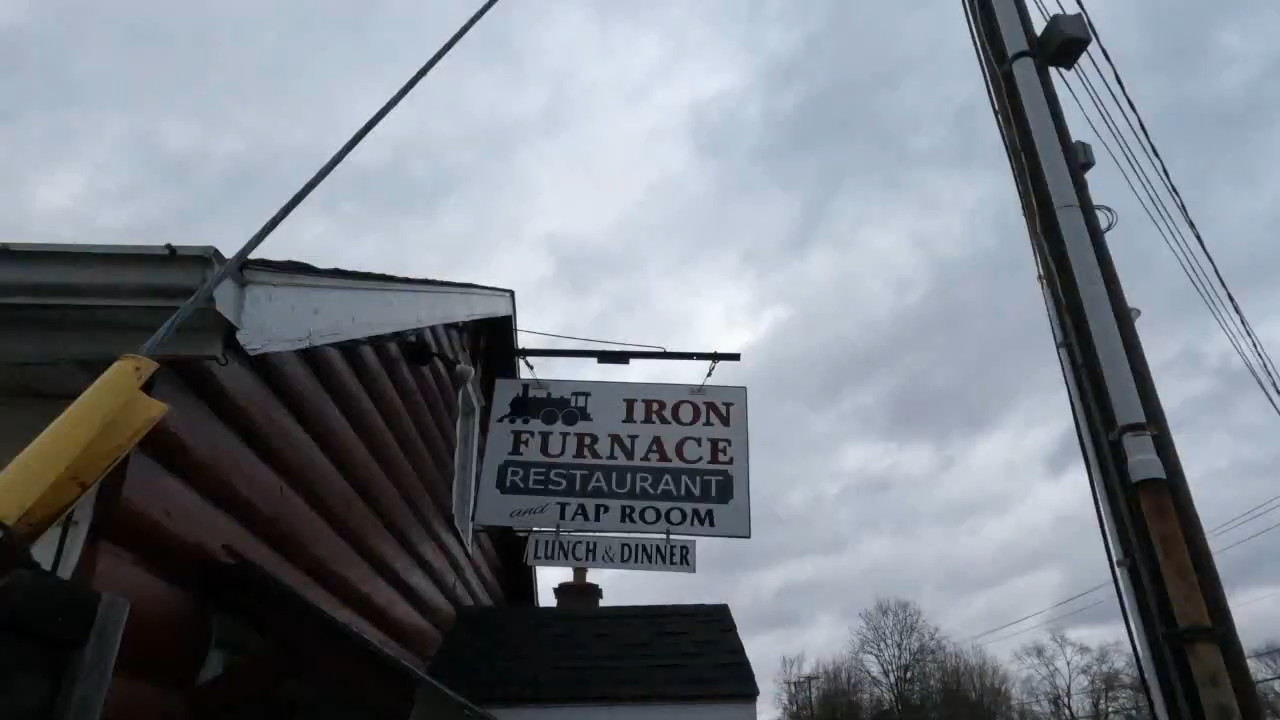 IRON
FURNACE
RESTAURANT
and TAP ROOM
LUNCH & DINNER